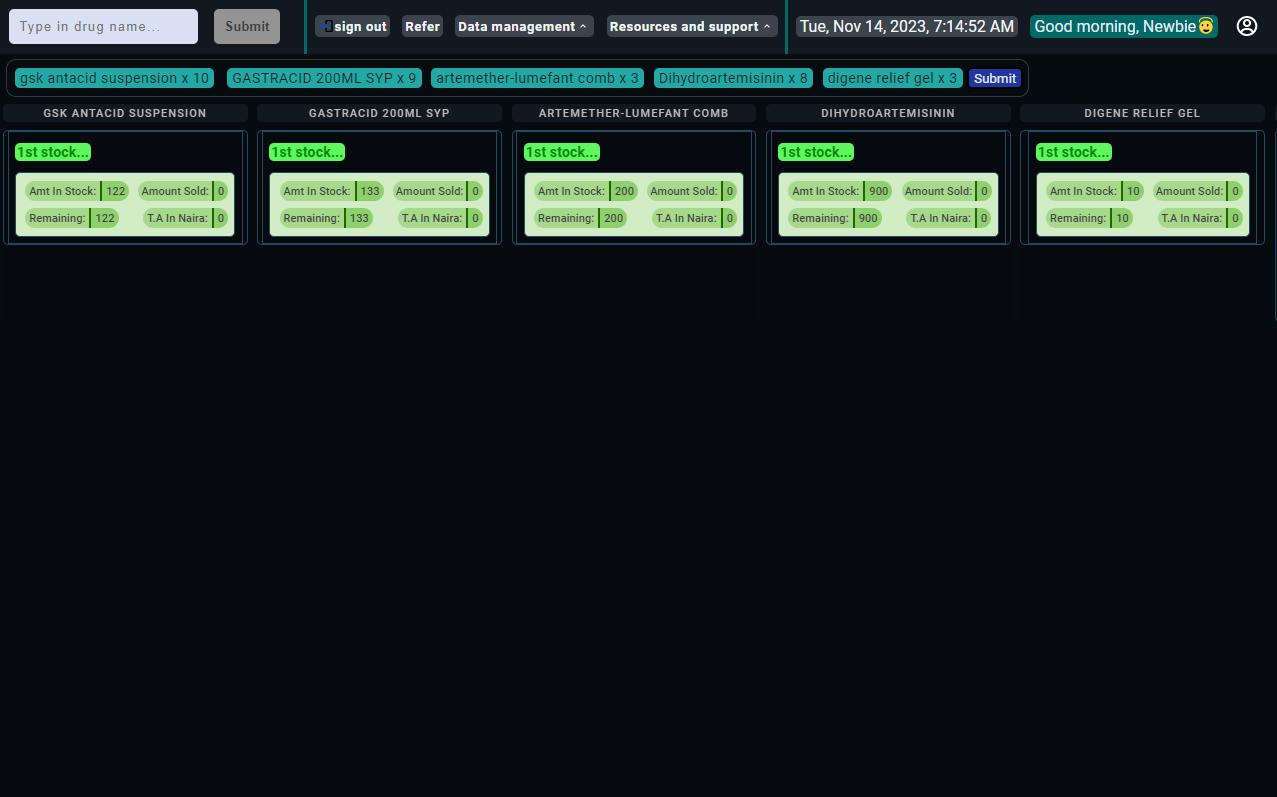 Type in drug name... Submit sign out Refer Data management ^ Resources and support ^ Tue, Nov 14, 2023, 7:14:52 AM Good morning, Newbie😇
gsk antacid suspension x 10 GASTRACID 200ML SYP x 9 artemether-lumefant comb x 3 Dihydroartemisinin x 8 digene relief gel x 3 Submit
GSK ANTACID SUSPENSION GASTRACID 200ML SYP ARTEMETHER-LUMEFANT COMB DIHYDROARTEMISININ DIGENE RELIEF GEL
1st stock... 1st stock... 1st stock... 1st stock... 1st stock...
Amt In Stock: 122 Amount Sold: 0 Amt In Stock: 133 Amount Sold: 0 Amt In Stock: 200 Amount Sold: 0 Amt In Stock: 900 Amount Sold: 0 Amt In Stock: 10 Amount Sold: 0
Remaining: 122 T.A In Naira: 0 Remaining: 133 T.A In Naira: 0 Remaining: 200 T.A In Naira: 0 Remaining: 900 T.A In Naira: 0 Remaining: 10 T.A In Naira: 0